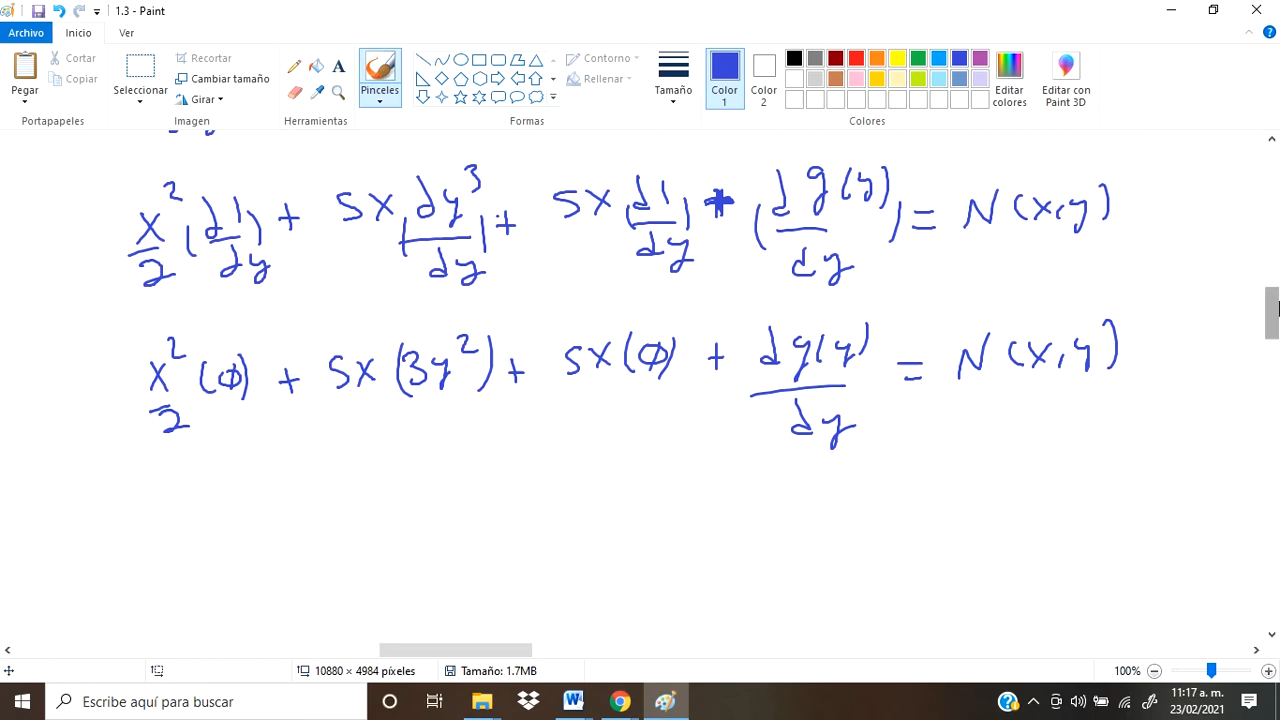 1.3 - Paint
Archivo Inicio Ver
Pegar Cortar Copiar Portapapeles
Seleccionar Recortar Cambiar tamaño Girar Imagen
A Herramientas
Pinceles
Contorno Rellenar Formas
Tamaño
Color 1 Color 2 Editar colores Editar con Paint 3D Colores
x²/2 (d1/dy) + 5x (dy³/dy) + 5x (d1/dy) + (dg(y)/dy) = N(x,y)
x²/2 (0) + 5x (3y²) + 5x (0) + dg(y)/dy = N(x,y)
10880 × 4984 píxeles Tamaño: 1.7MB 100%
Escribe aquí para buscar
11:17 a. m.
23/02/2021